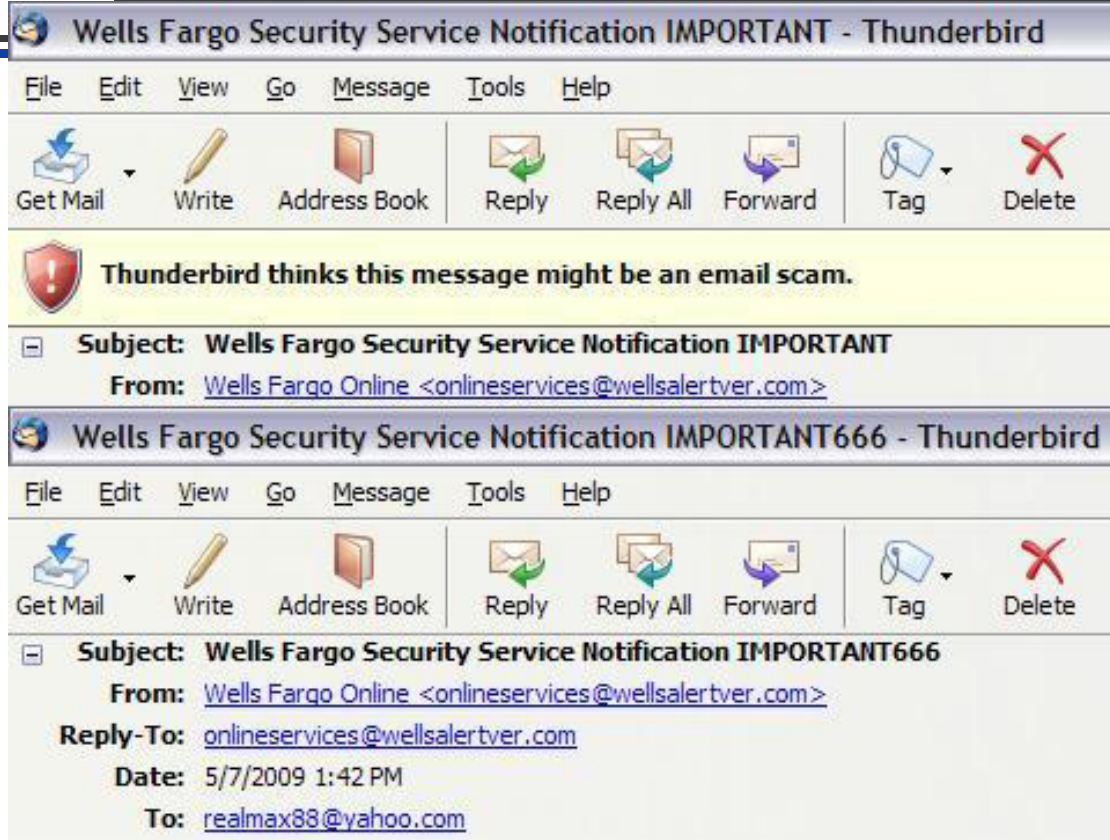 Wells Fargo Security Service Notification IMPORTANT - Thunderbird
File Edit View Go Message Tools Help
Get Mail Write Address Book Reply Reply All Forward Tag Delete
Thunderbird thinks this message might be an email scam.
Subject: Wells Fargo Security Service Notification IMPORTANT
From: Wells Fargo Online <onlineservices@wellsalertver.com>
Wells Fargo Security Service Notification IMPORTANT666 - Thunderbird
File Edit View Go Message Tools Help
Get Mail Write Address Book Reply Reply All Forward Tag Delete
Subject: Wells Fargo Security Service Notification IMPORTANT666
From: Wells Fargo Online <onlineservices@wellsalertver.com>
Reply-To: onlineservices@wellsalertver.com
Date: 5/7/2009 1:42 PM
To: realmax88@yahoo.com